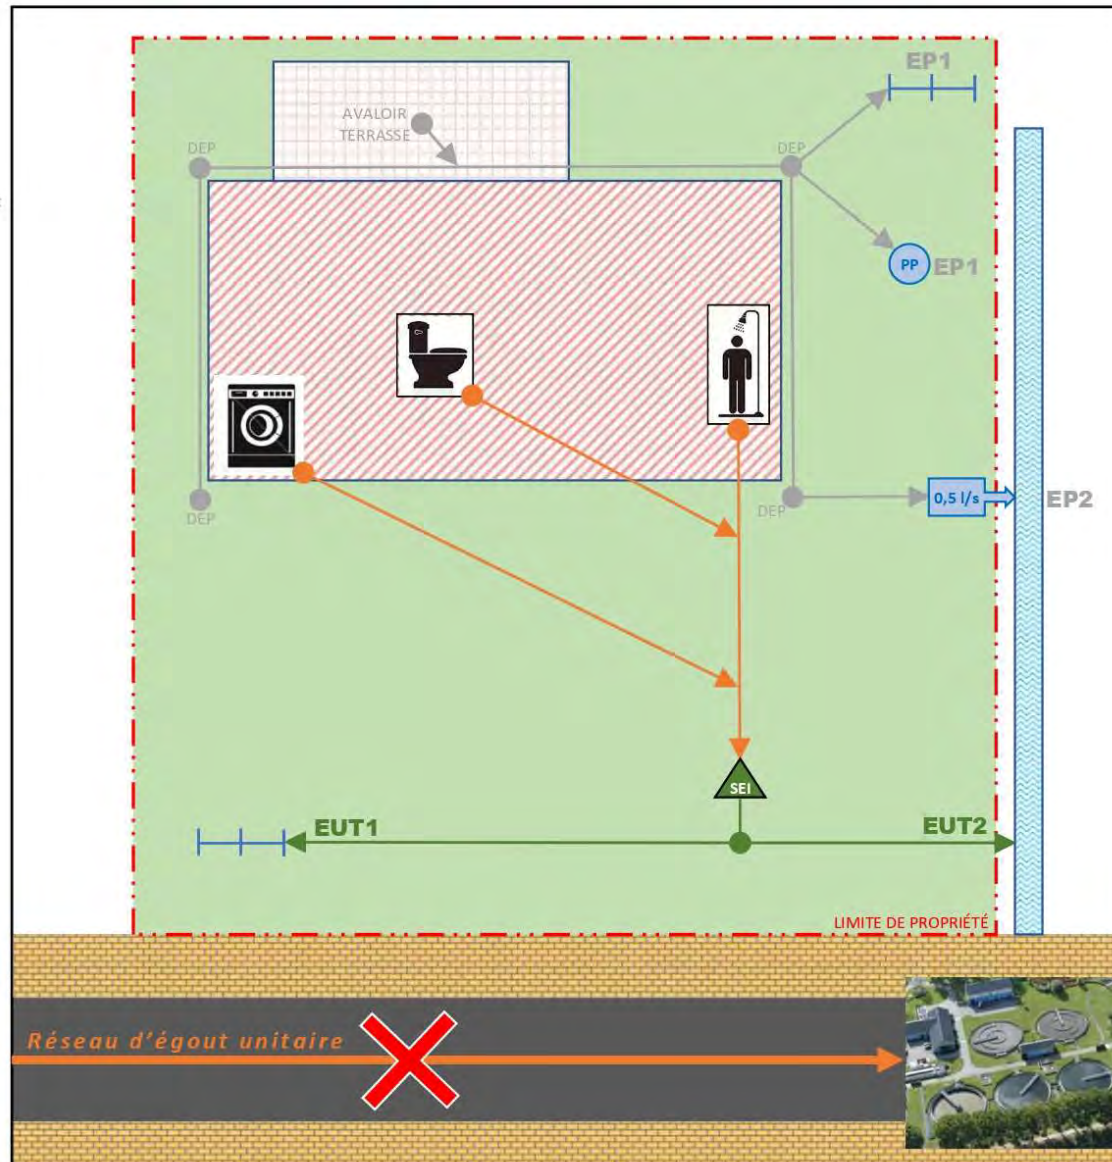 EP1
AVALOIR
TERRASSE
DEP
DEP
PP
EP1
DEP
DEP
0,5 l/s
EP2
SEI
EUT1
EUT2
LIMITE DE PROPRIÉTÉ
Réseau d'égout unitaire